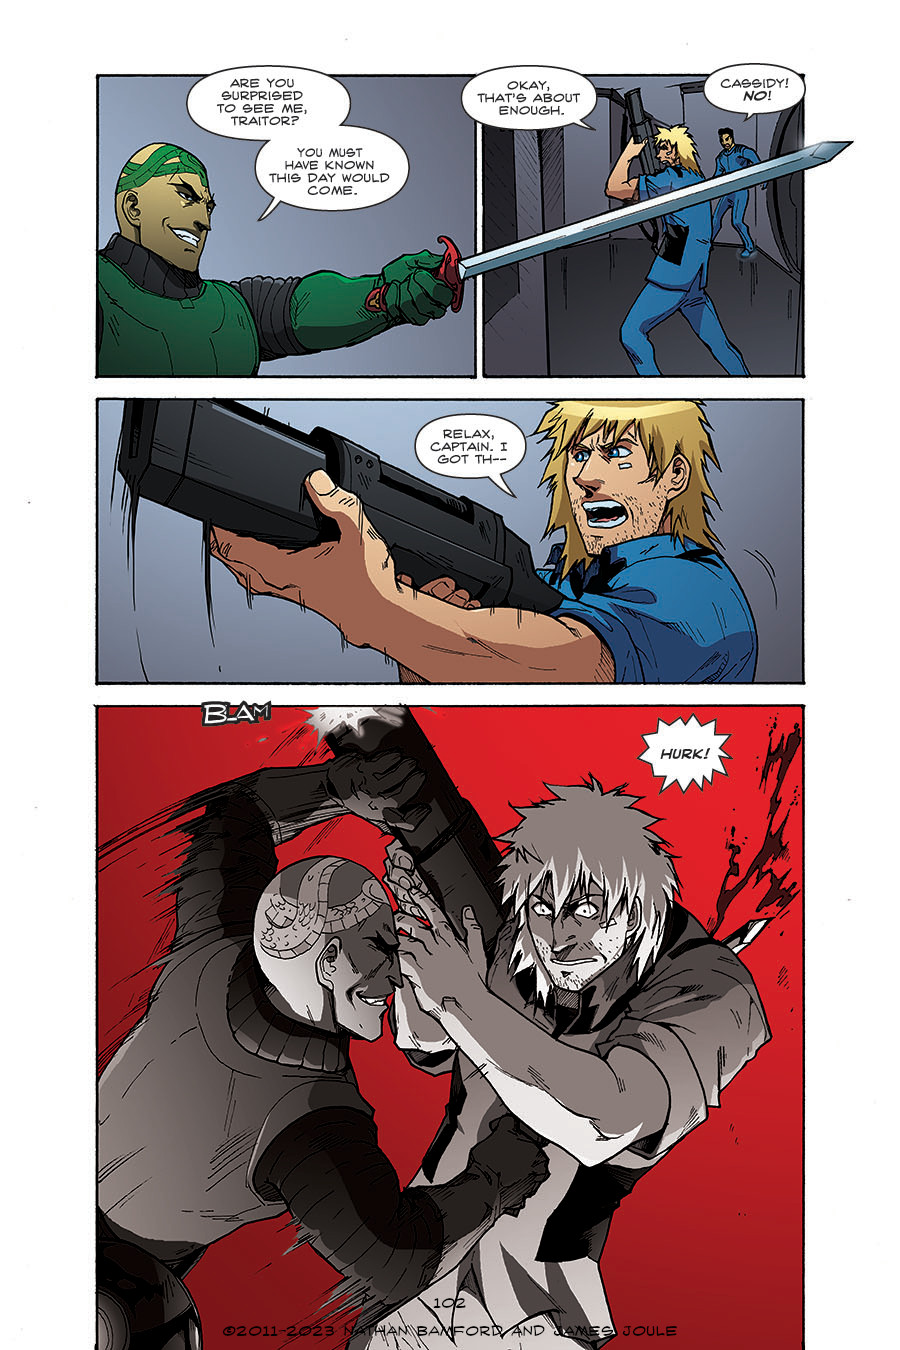 ARE YOU
SURPRISED
TO SEE ME,
TRAITOR?
YOU MUST
HAVE KNOWN
THIS DAY WOULD
COME.
OKAY,
THAT'S ABOUT
ENOUGH.
CASSIDY!
NO!
RELAX,
CAPTAIN. I
GOT TH--
BLAM
HURK!
102
©2011-2023 NATHAN BAMFORD AND JAMES JOULE